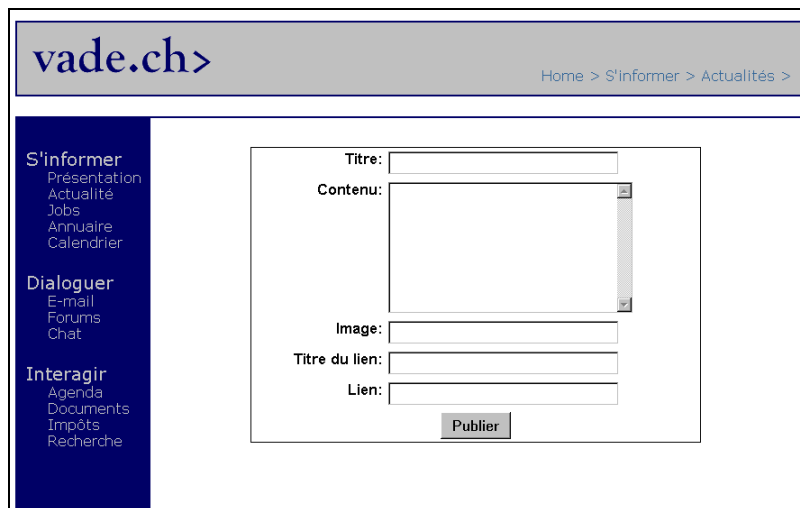 vade.ch>
Home > S'informer > Actualités >
S'informer
Présentation
Actualité
Jobs
Annuaire
Calendrier
Dialoguer
E-mail
Forums
Chat
Interagir
Agenda
Documents
Impôts
Recherche
Titre:
Contenu:
Image:
Titre du lien:
Lien:
Publier